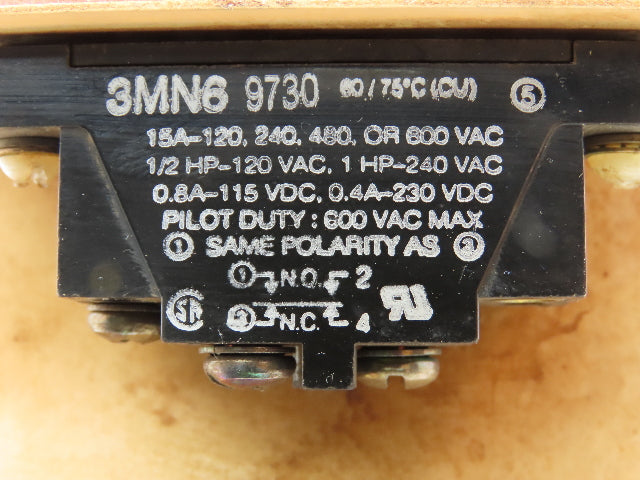 3MN6 9730 60/75°C (CU) ⑤
15A-120, 240, 480, OR 600 VAC
1/2 HP-120 VAC, 1 HP-240 VAC
0.8A-115 VDC, 0.4A-230 VDC
PILOT DUTY : 600 VAC MAX
① SAME POLARITY AS ③
① N.O. 2
③ N.C. 4